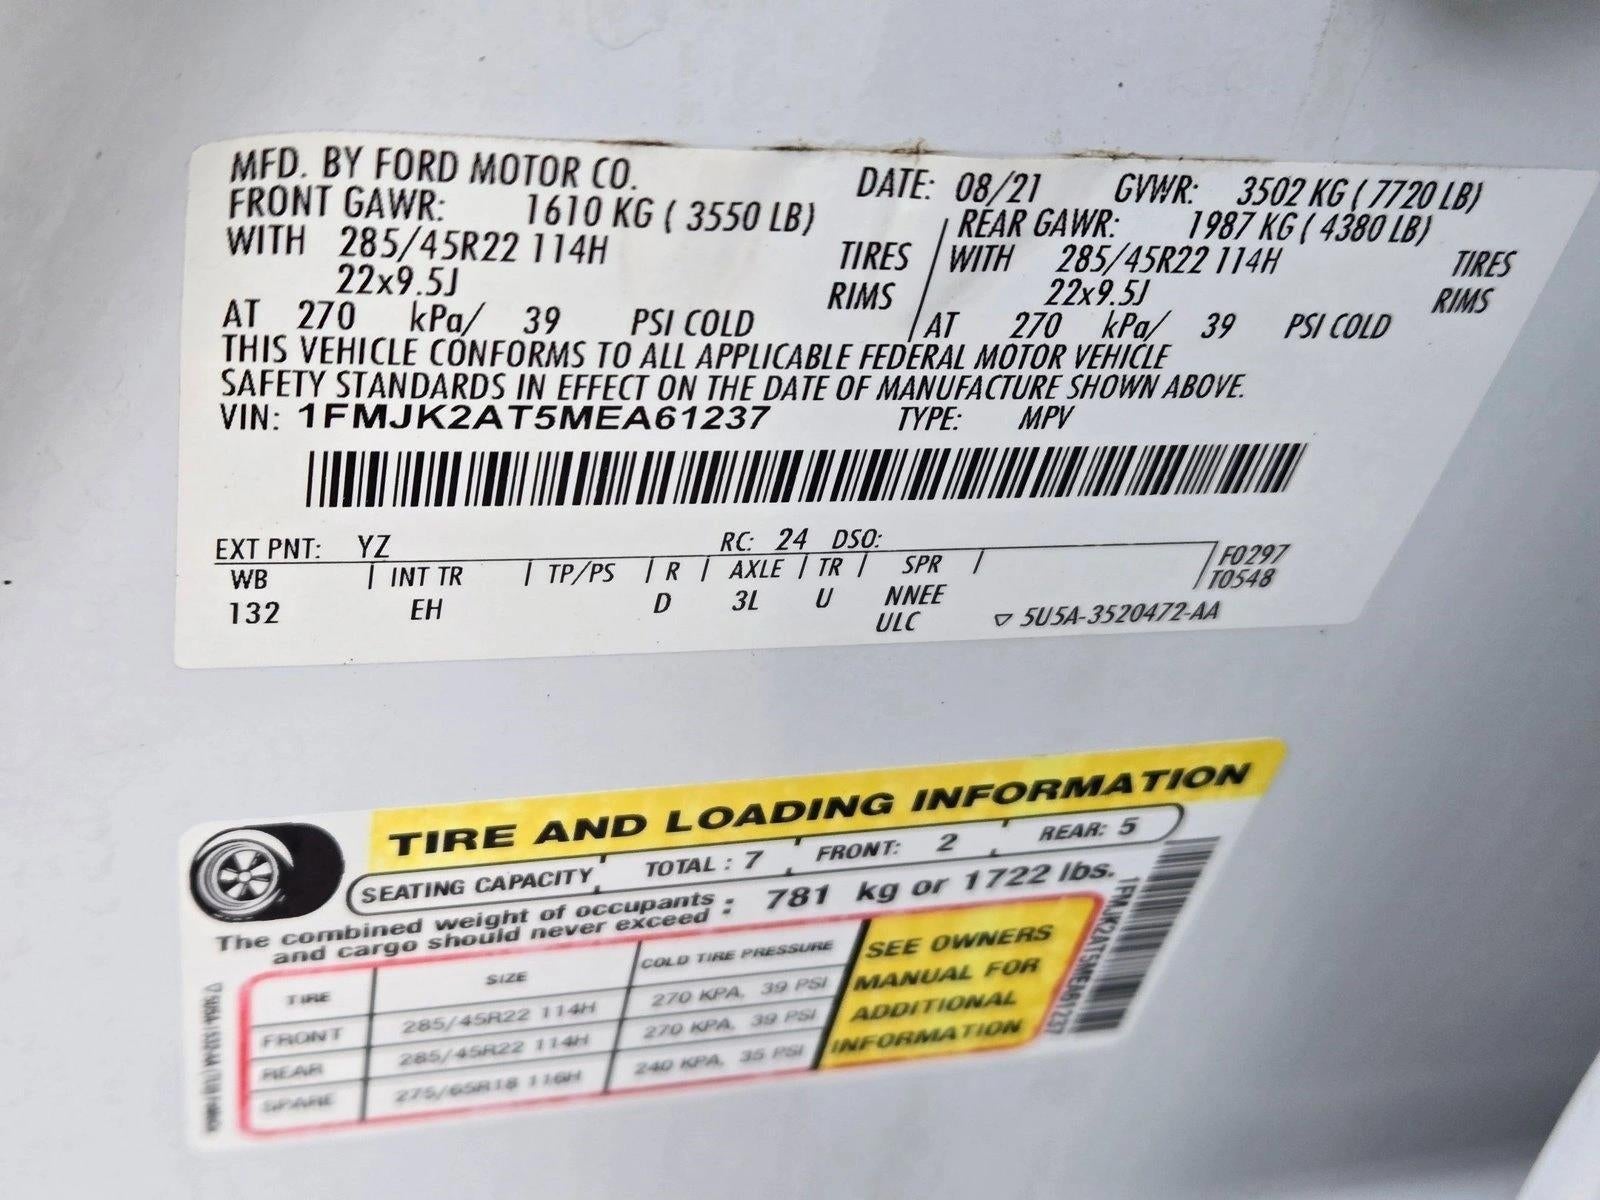 MFD. BY FORD MOTOR CO. DATE: 08/21 GVWR: 3502 KG ( 7720 LB)
FRONT GAWR: 1610 KG ( 3550 LB) REAR GAWR: 1987 KG ( 4380 LB)
WITH 285/45R22 114H TIRES WITH 285/45R22 114H TIRES
22x9.5J RIMS 22x9.5J RIMS
AT 270 kPa/ 39 PSI COLD AT 270 kPa/ 39 PSI COLD
THIS VEHICLE CONFORMS TO ALL APPLICABLE FEDERAL MOTOR VEHICLE
SAFETY STANDARDS IN EFFECT ON THE DATE OF MANUFACTURE SHOWN ABOVE.
VIN: 1FMJK2AT5MEA61237 TYPE: MPV
EXT PNT: YZ RC: 24 DSO:
WB INT TR TP/PS R AXLE TR SPR F0297
T0548
132 EH D 3L U NNEE
ULC ▽ 5U5A-3520472-AA
TIRE AND LOADING INFORMATION
SEATING CAPACITY TOTAL : 7 FRONT: 2 REAR: 5
The combined weight of occupants
and cargo should never exceed : 781 kg or 1722 lbs.
TIRE SIZE COLD TIRE PRESSURE
FRONT 285/45R22 114H 270 KPA, 39 PSI
REAR 285/45R22 114H 270 KPA, 39 PSI
SPARE 275/65R18 116H 240 KPA, 35 PSI
SEE OWNERS
MANUAL FOR
ADDITIONAL
INFORMATION
1FMJK2AT5MEA61237